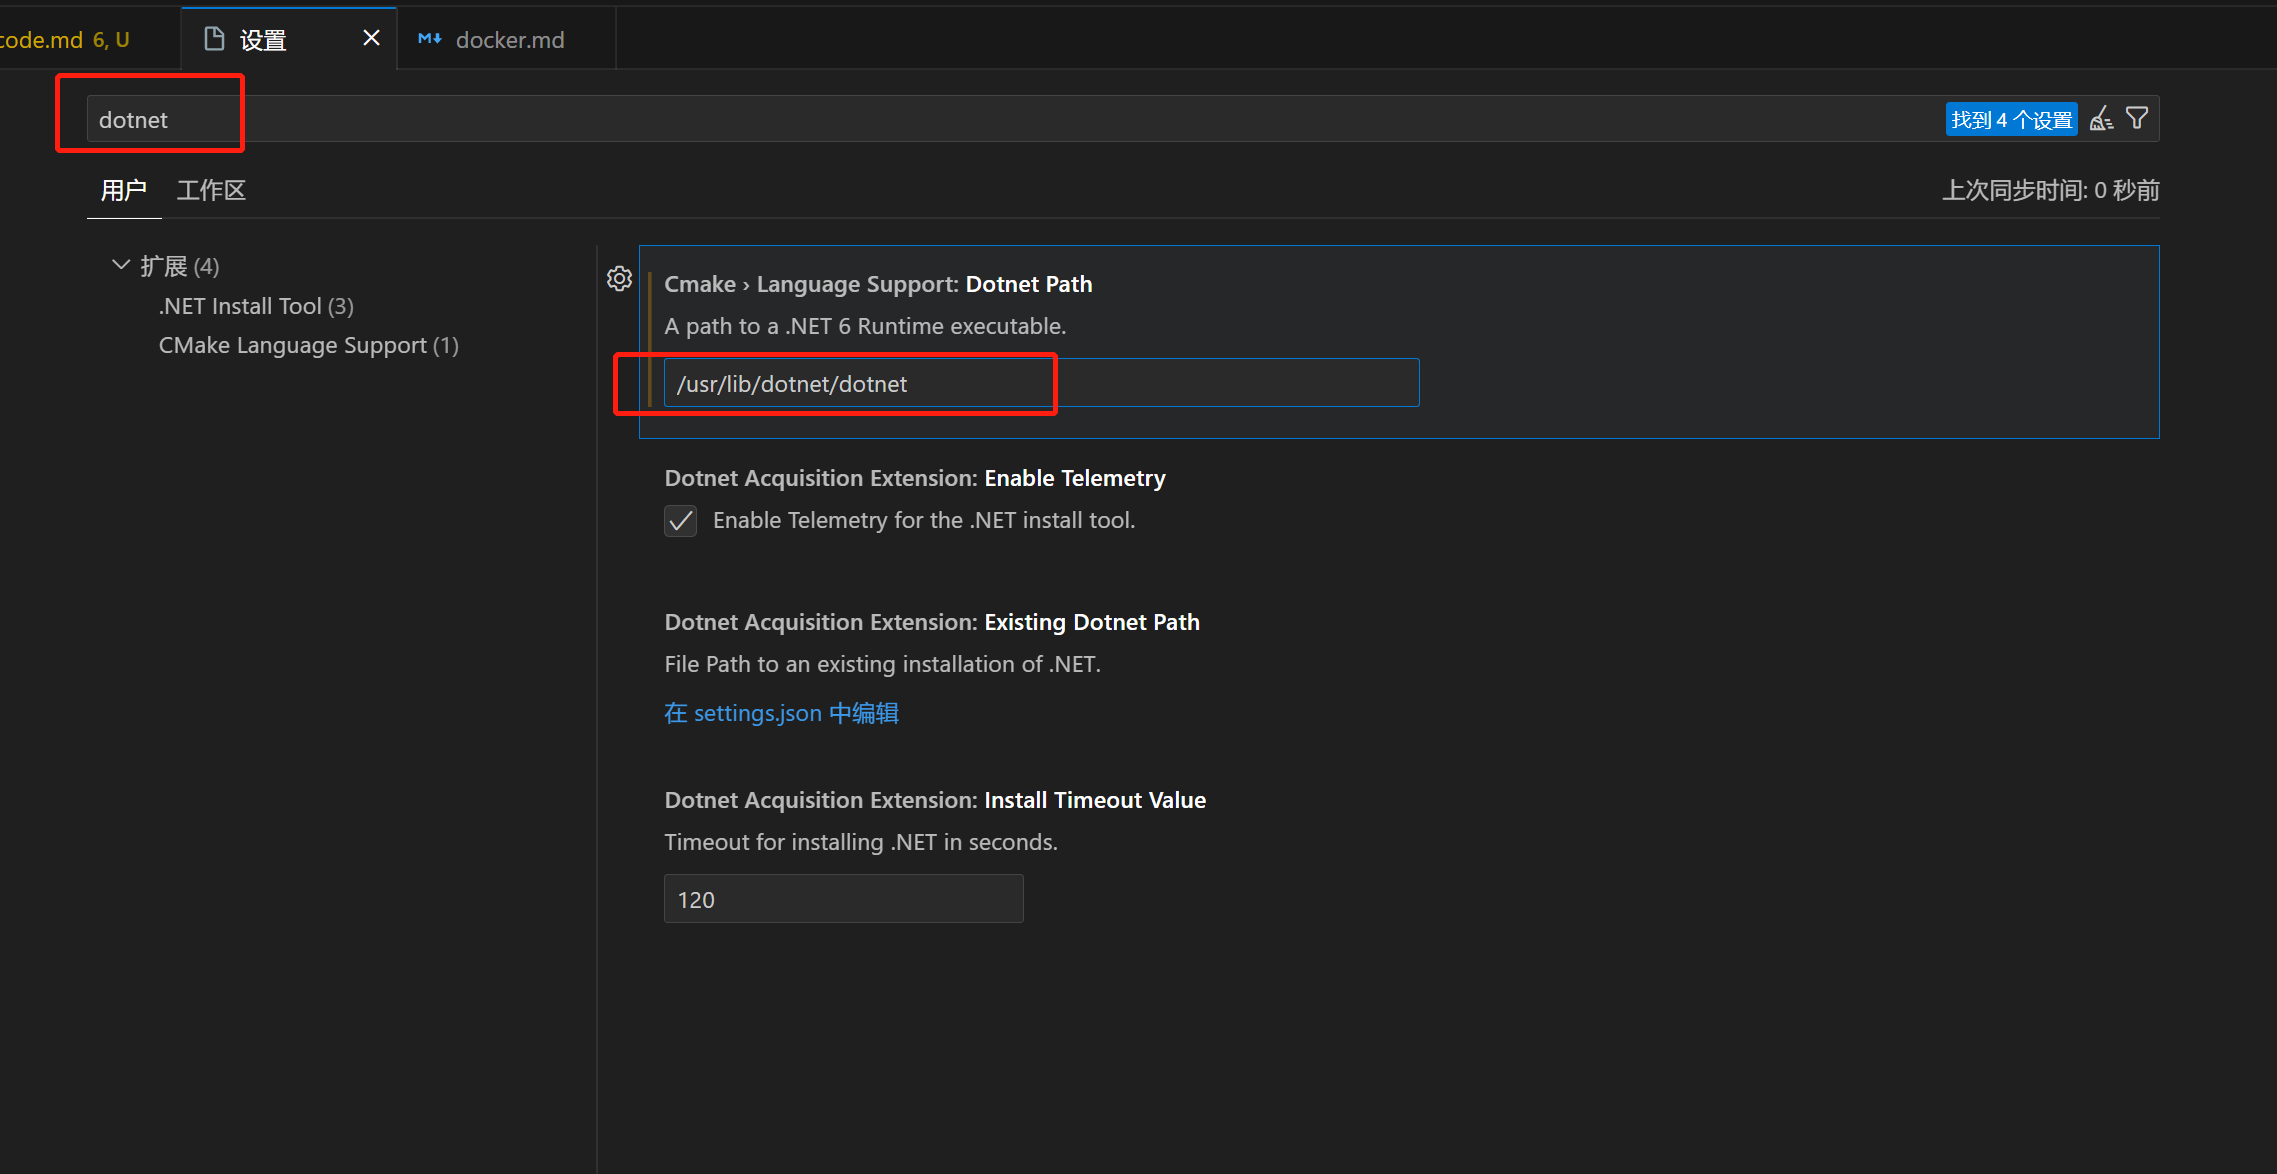 code.md 6, U
设置
docker.md
dotnet
找到 4 个设置
用户
工作区
上次同步时间: 0 秒前
扩展 (4)
.NET Install Tool (3)
CMake Language Support (1)
Cmake › Language Support: Dotnet Path
A path to a .NET 6 Runtime executable.
/usr/lib/dotnet/dotnet
Dotnet Acquisition Extension: Enable Telemetry
Enable Telemetry for the .NET install tool.
Dotnet Acquisition Extension: Existing Dotnet Path
File Path to an existing installation of .NET.
在 settings.json 中编辑
Dotnet Acquisition Extension: Install Timeout Value
Timeout for installing .NET in seconds.
120